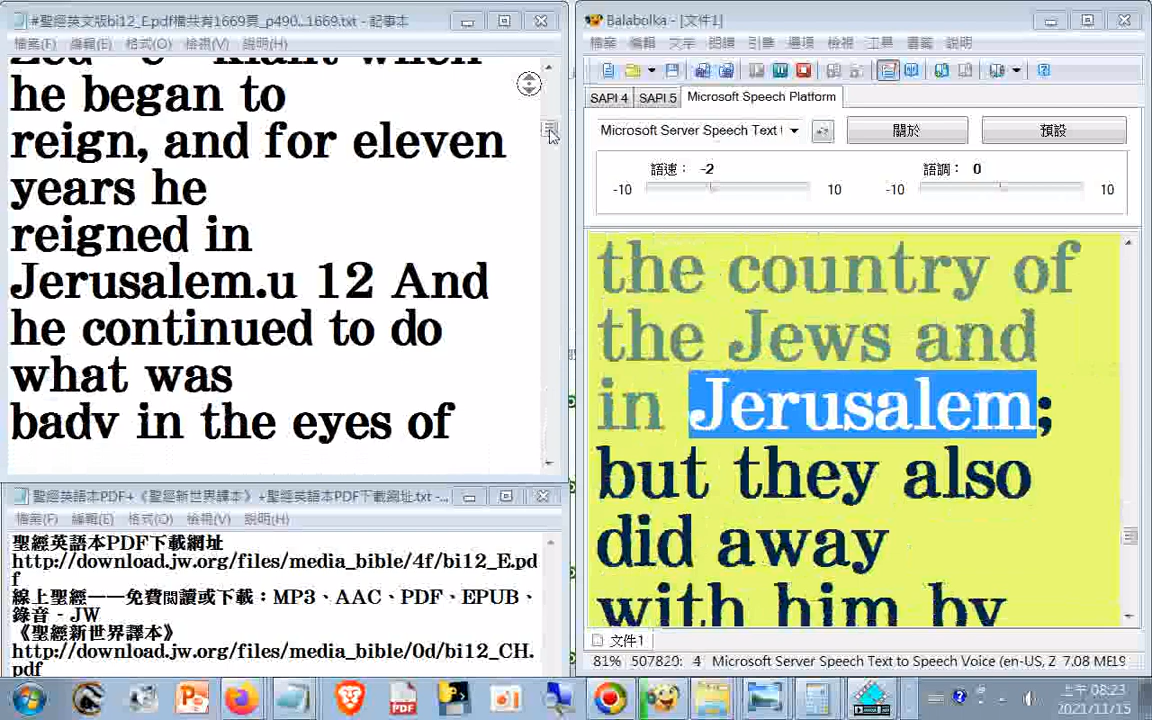 #聖經英文版bi12_E.pdf檔共有1669頁_p490...1669.txt - 記事本
檔案(F) 編輯(E) 格式(O) 檢視(V) 說明(H)
he began to
reign, and for eleven
years he
reigned in
Jerusalem.u 12 And
he continued to do
what was
badv in the eyes of
聖經英語本PDF+《聖經新世界譯本》+聖經英語本PDF下載網址.txt -...
檔案(F) 編輯(E) 格式(O) 檢視(V) 說明(H)
聖經英語本PDF下載網址
http://download.jw.org/files/media_bible/4f/bi12_E.pd
f
線上聖經——免費閱讀或下載：MP3、AAC、PDF、EPUB、
錄音 - JW
《聖經新世界譯本》
http://download.jw.org/files/media_bible/0d/bi12_CH.
pdf
Balabolka - [文件1]
檔案 編輯 文字 朗讀 引擎 選項 檢視 工具 書籤 說明
SAPI 4 SAPI 5 Microsoft Speech Platform
Microsoft Server Speech Text 關於 預設
語速： -2 語調： 0
-10 10 -10 10
the country of
the Jews and
in Jerusalem;
but they also
did away
with him by
文件1
81% 507820: 4 Microsoft Server Speech Text to Speech Voice (en-US, Z 7.08 ME19
上午 08:23
2021/11/15